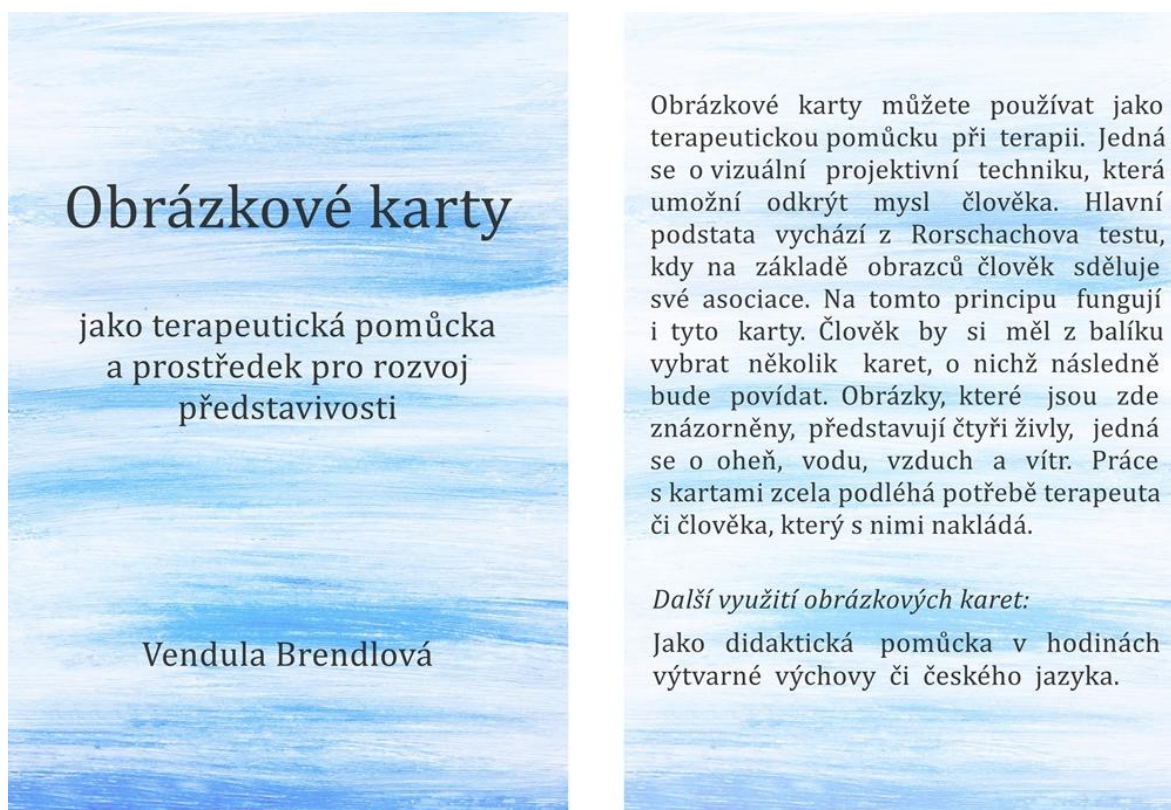 Obrázkové karty
jako terapeutická pomůcka
a prostředek pro rozvoj
představivosti
Vendula Brendlová
Obrázkové karty můžete používat jako
terapeutickou pomůcku při terapii. Jedná
se o vizuální projektivní techniku, která
umožní odkrýt mysl člověka. Hlavní
podstata vychází z Rorschachova testu,
kdy na základě obrazců člověk sděluje
své asociace. Na tomto principu fungují
i tyto karty. Člověk by si měl z balíku
vybrat několik karet, o nichž následně
bude povídat. Obrázky, které jsou zde
znázorněny, představují čtyři živly, jedná
se o oheň, vodu, vzduch a vítr. Práce
s kartami zcela podléhá potřebě terapeuta
či člověka, který s nimi nakládá.
Další využití obrázkových karet:
Jako didaktická pomůcka v hodinách
výtvarné výchovy či českého jazyka.